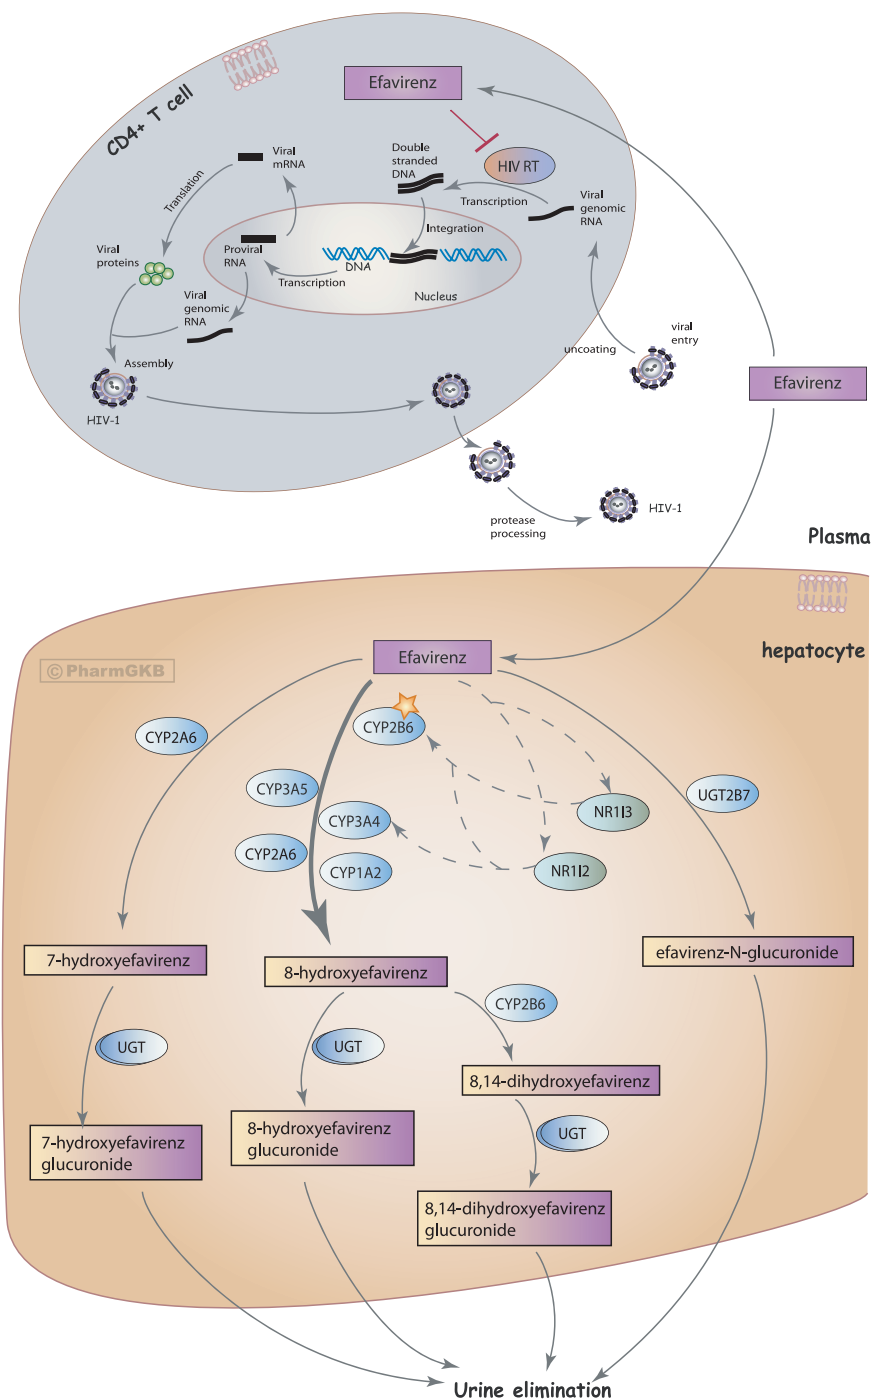 CD4+ T cell
Efavirenz
HIV RT
Double
stranded
DNA
Viral
mRNA
Translation
Transcription
Viral
genomic
RNA
Integration
Viral
proteins
Proviral
RNA
DNA
Transcription
Nucleus
Viral
genomic
RNA
Assembly
HIV-1
uncoating
viral
entry
Efavirenz
protease
processing
HIV-1
Plasma
hepatocyte
© PharmGKB
Efavirenz
CYP2A6
CYP2B6
CYP3A5
CYP3A4
CYP2A6
CYP1A2
NR1I3
NR1I2
UGT2B7
7-hydroxyefavirenz
8-hydroxyefavirenz
efavirenz-N-glucuronide
CYP2B6
UGT
UGT
8,14-dihydroxyefavirenz
UGT
7-hydroxyefavirenz
glucuronide
8-hydroxyefavirenz
glucuronide
8,14-dihydroxyefavirenz
glucuronide
Urine elimination